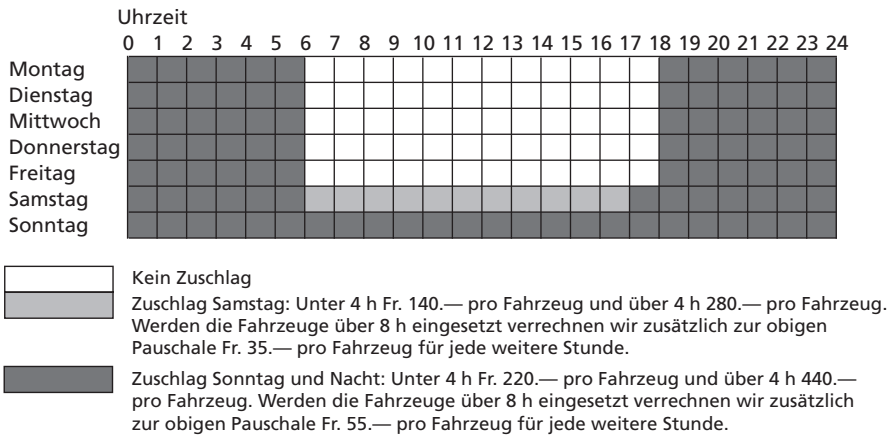 Uhrzeit
0 1 2 3 4 5 6 7 8 9 10 11 12 13 14 15 16 17 18 19 20 21 22 23 24
Montag
Dienstag
Mittwoch
Donnerstag
Freitag
Samstag
Sonntag
Kein Zuschlag
Zuschlag Samstag: Unter 4 h Fr. 140.— pro Fahrzeug und über 4 h 280.— pro Fahrzeug.
Werden die Fahrzeuge über 8 h eingesetzt verrechnen wir zusätzlich zur obigen
Pauschale Fr. 35.— pro Fahrzeug für jede weitere Stunde.
Zuschlag Sonntag und Nacht: Unter 4 h Fr. 220.— pro Fahrzeug und über 4 h 440.—
pro Fahrzeug. Werden die Fahrzeuge über 8 h eingesetzt verrechnen wir zusätzlich
zur obigen Pauschale Fr. 55.— pro Fahrzeug für jede weitere Stunde.